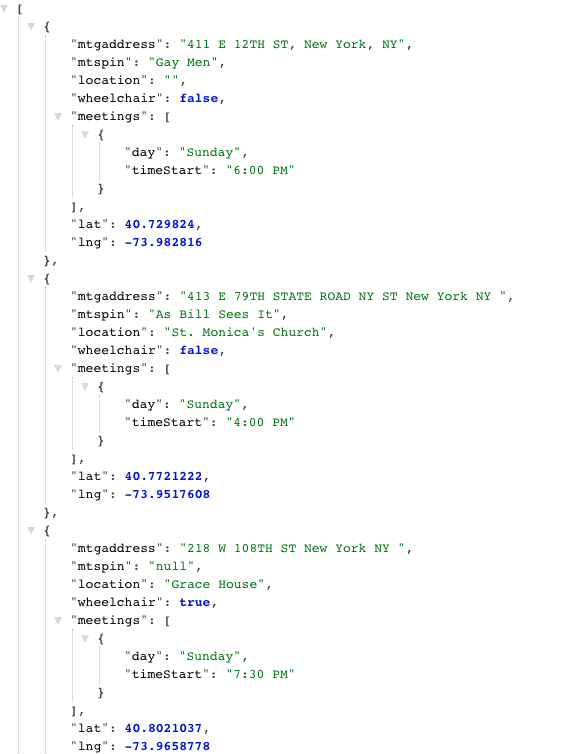 [
{
"mtgaddress": "411 E 12TH ST, New York, NY",
"mtspin": "Gay Men",
"location": "",
"wheelchair": false,
"meetings": [
{
"day": "Sunday",
"timeStart": "6:00 PM"
}
],
"lat": 40.729824,
"lng": -73.982816
},
{
"mtgaddress": "413 E 79TH STATE ROAD NY ST New York NY ",
"mtspin": "As Bill Sees It",
"location": "St. Monica's Church",
"wheelchair": false,
"meetings": [
{
"day": "Sunday",
"timeStart": "4:00 PM"
}
],
"lat": 40.7721222,
"lng": -73.9517608
},
{
"mtgaddress": "218 W 108TH ST New York NY ",
"mtspin": "null",
"location": "Grace House",
"wheelchair": true,
"meetings": [
{
"day": "Sunday",
"timeStart": "7:30 PM"
}
],
"lat": 40.8021037,
"lng": -73.9658778